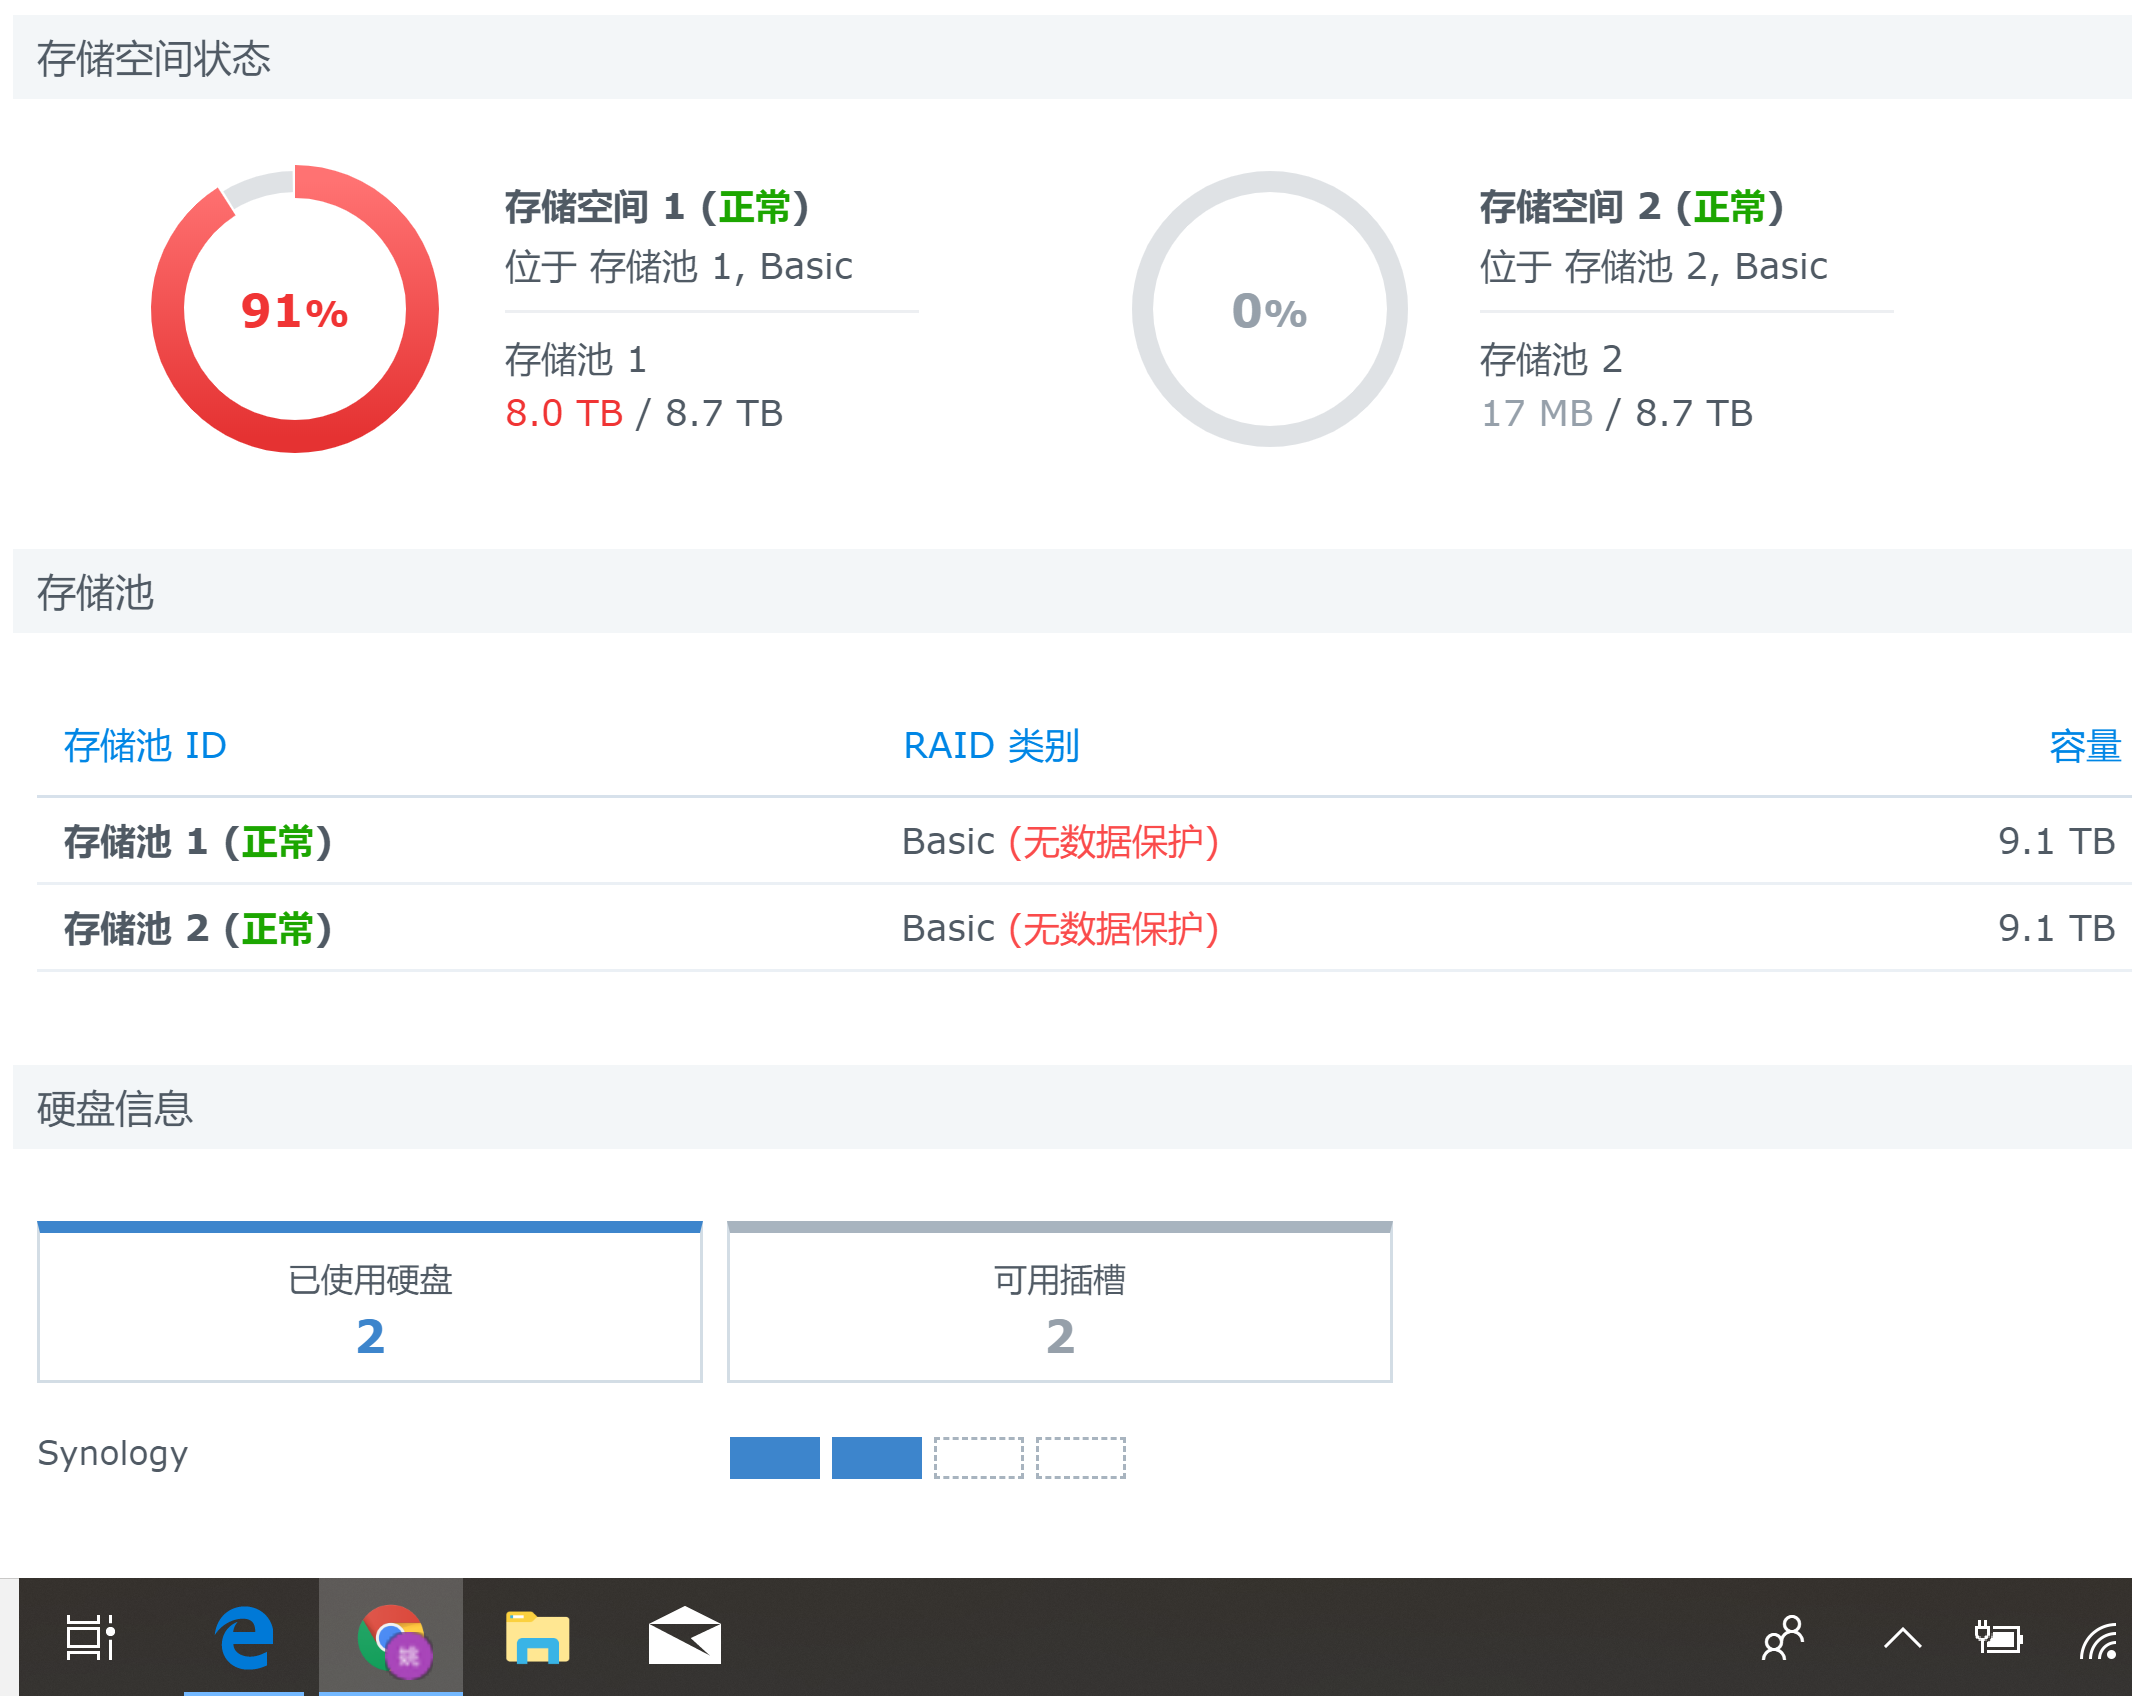 存储空间状态
91%
存储空间 1 (正常)
位于 存储池 1, Basic
存储池 1
8.0 TB / 8.7 TB
0%
存储空间 2 (正常)
位于 存储池 2, Basic
存储池 2
17 MB / 8.7 TB
存储池
存储池 ID RAID 类别 容量
存储池 1 (正常) Basic (无数据保护) 9.1 TB
存储池 2 (正常) Basic (无数据保护) 9.1 TB
硬盘信息
已使用硬盘
2
可用插槽
2
Synology